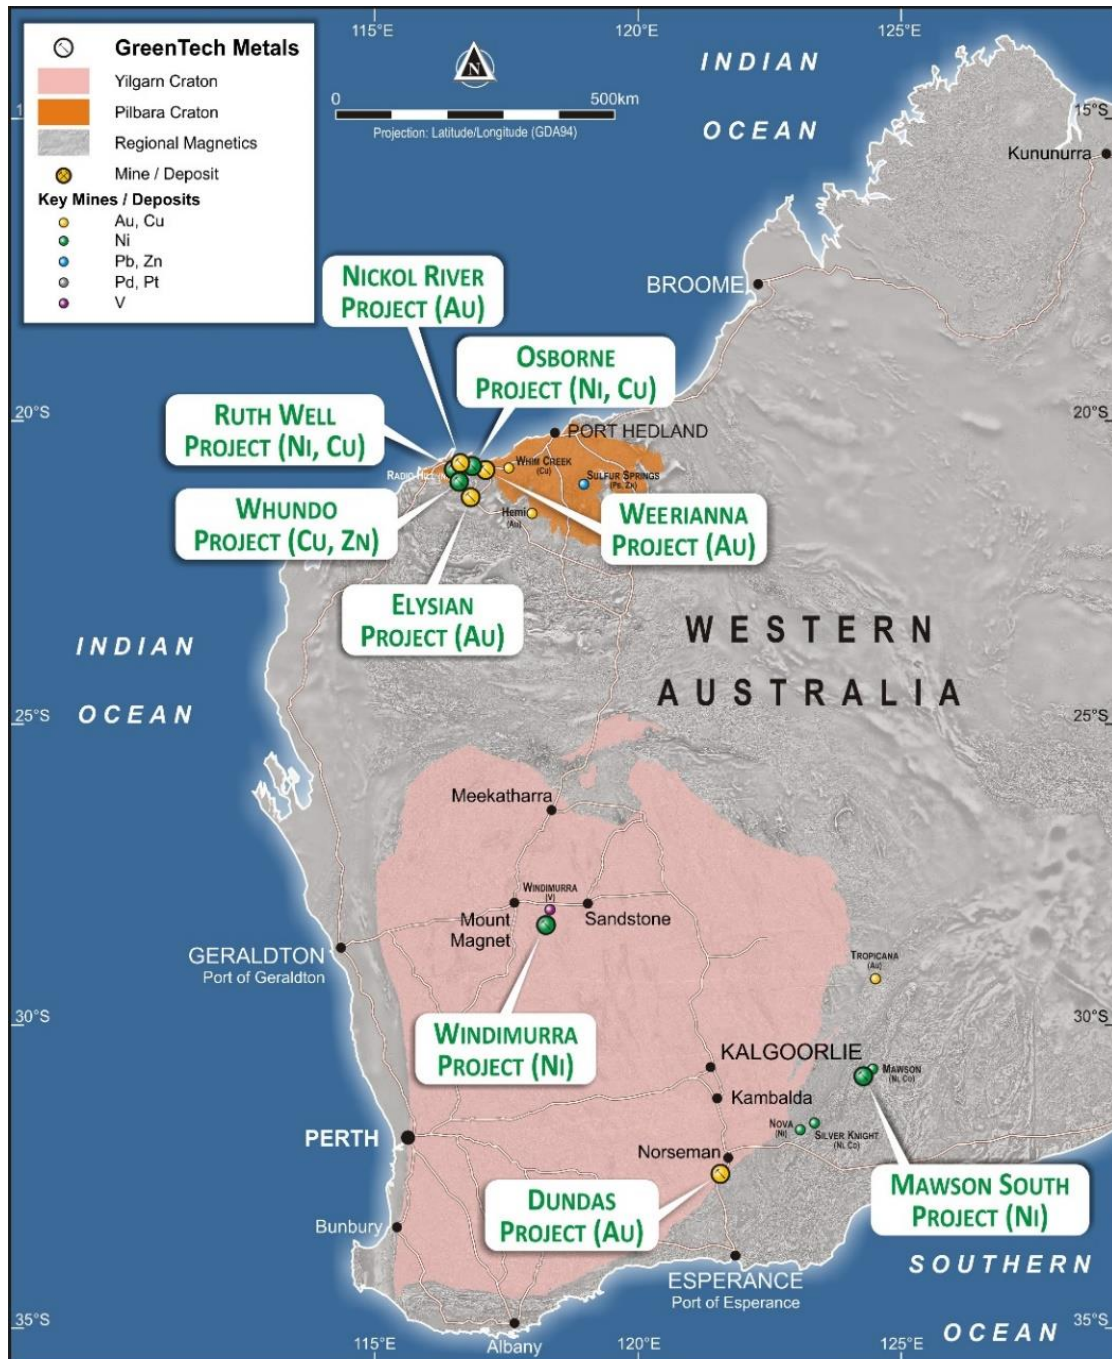 115°E
120°E
125°E
GreenTech Metals
Yilgarn Craton
Pilbara Craton
Regional Magnetics
Mine / Deposit
Key Mines / Deposits
Au, Cu
Ni
Pb, Zn
Pd, Pt
V
N
0
500km
Projection: Latitude/Longitude (GDA94)
INDIAN
OCEAN
15°S
Kununurra
BROOME
NICKOL RIVER
PROJECT (AU)
OSBORNE
PROJECT (NI, CU)
20°S
20°S
RUTH WELL
PROJECT (NI, CU)
PORT HEDLAND
RADIO HILL
WHIM CREEK
(Cu)
SULFUR SPRINGS
(Pb, Zn)
WHUNDO
PROJECT (CU, ZN)
Hemi
(Au)
WEERIANNA
PROJECT (AU)
ELYSIAN
PROJECT (AU)
INDIAN
OCEAN
WESTERN
AUSTRALIA
25°S
25°S
Meekatharra
WINDIMURRA
(V)
Mount
Magnet
Sandstone
GERALDTON
Port of Geraldton
TROPICANA
(Au)
30°S
30°S
WINDIMURRA
PROJECT (NI)
KALGOORLIE
MAWSON
(Ni, Co)
Kambalda
PERTH
NOVA
(Ni)
SILVER KNIGHT
(Ni, Co)
Norseman
DUNDAS
PROJECT (AU)
MAWSON SOUTH
PROJECT (NI)
Bunbury
ESPERANCE
Port of Esperance
SOUTHERN
OCEAN
35°S
35°S
Albany
115°E
120°E
125°E